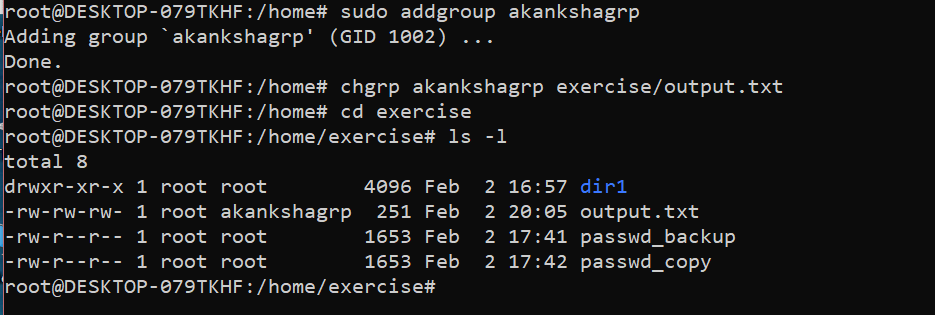 root@DESKTOP-079TKHF:/home# sudo addgroup akankshagrp
Adding group `akankshagrp' (GID 1002) ...
Done.
root@DESKTOP-079TKHF:/home# chgrp akankshagrp exercise/output.txt
root@DESKTOP-079TKHF:/home# cd exercise
root@DESKTOP-079TKHF:/home/exercise# ls -l
total 8
drwxr-xr-x 1 root root        4096 Feb  2 16:57 dir1
-rw-rw-rw- 1 root akankshagrp  251 Feb  2 20:05 output.txt
-rw-r--r-- 1 root root        1653 Feb  2 17:41 passwd_backup
-rw-r--r-- 1 root root        1653 Feb  2 17:42 passwd_copy
root@DESKTOP-079TKHF:/home/exercise#